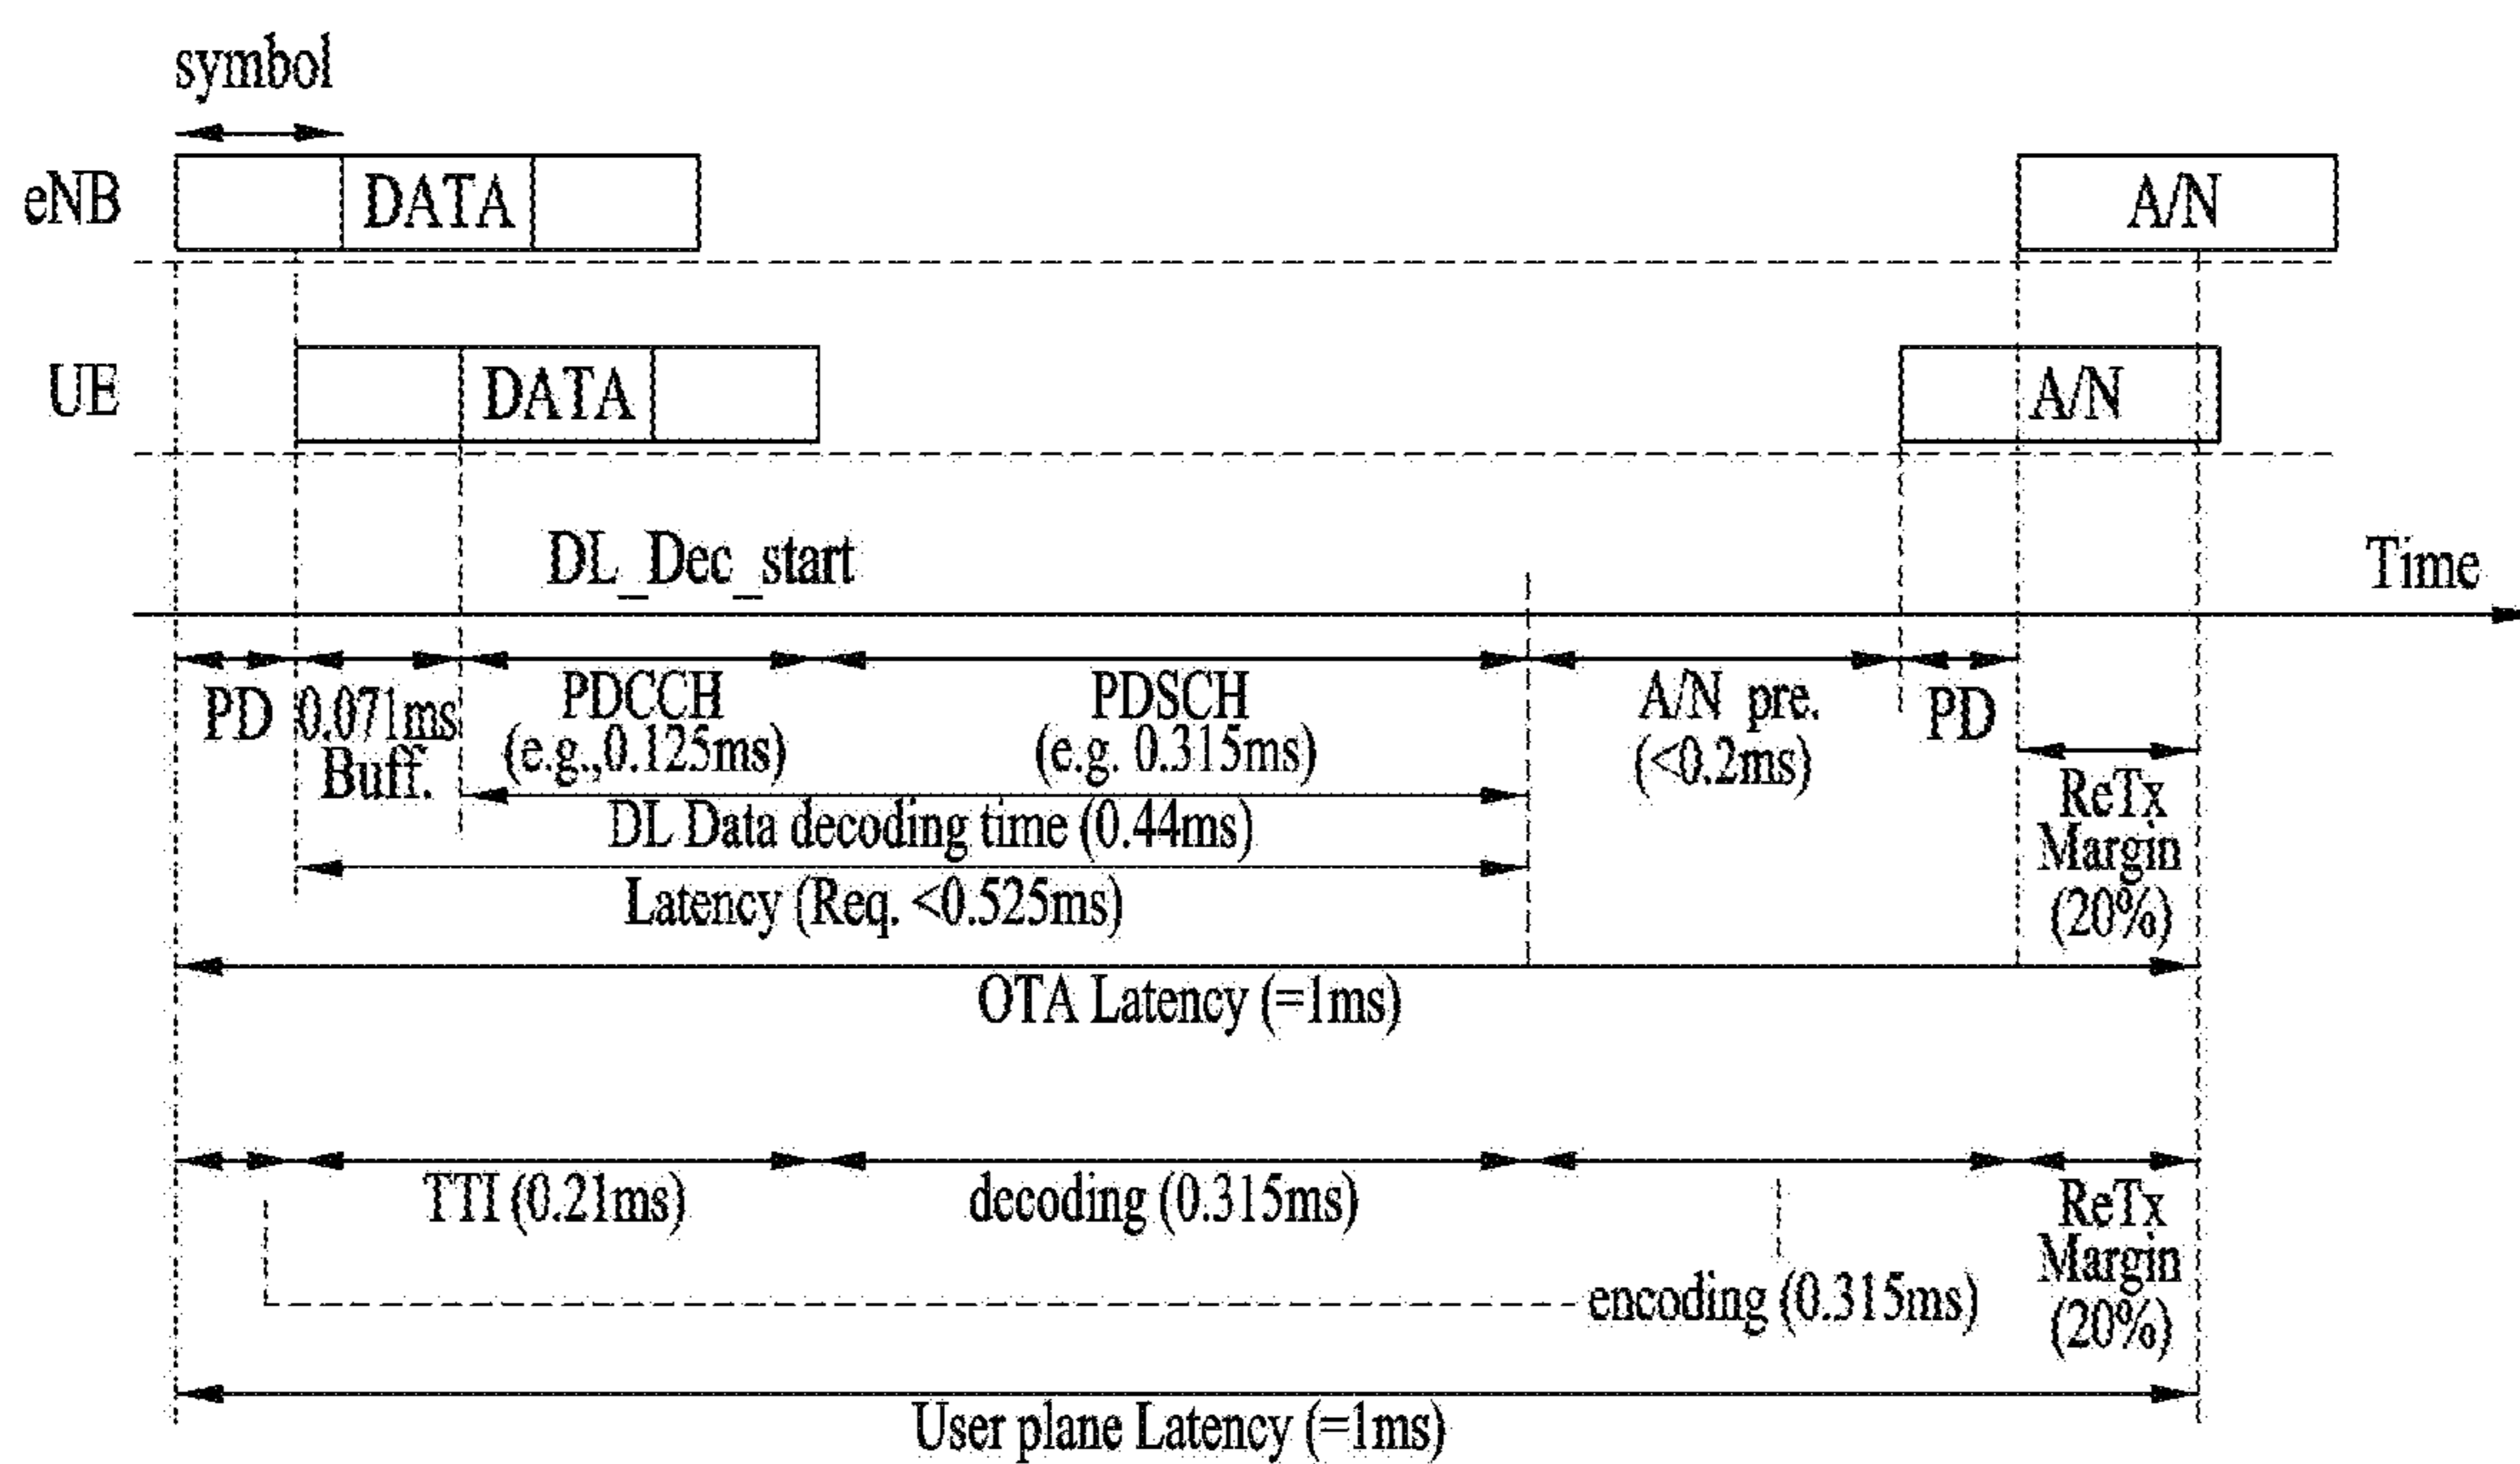 symbol
eNB
DATA
A/N
UE
DATA
A/N
DL_Dec_start
Time
PD
0.071ms
Buff.
PDCCH
(e.g.,0.125ms)
PDSCH
(e.g. 0.315ms)
A/N pre.
(<0.2ms)
PD
ReTx
Margin
(20%)
DL Data decoding time (0.44ms)
Latency (Req. <0.525ms)
OTA Latency (=1ms)
TTI (0.21ms)
decoding (0.315ms)
encoding (0.315ms)
ReTx
Margin
(20%)
User plane Latency (=1ms)